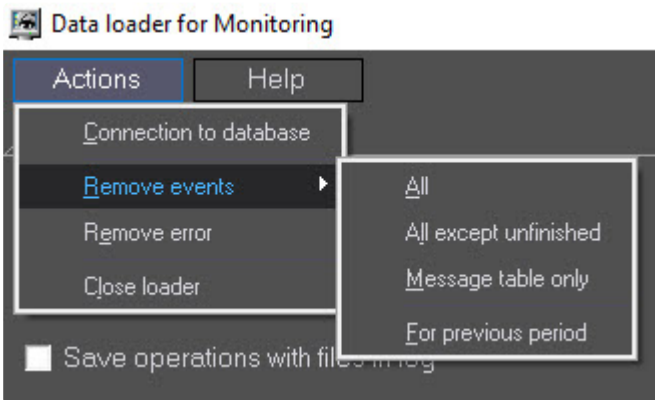 Data loader for Monitoring
Actions Help
Connection to database
Remove events
Remove error
Close loader
All
All except unfinished
Message table only
For previous period
Save operations with files in log